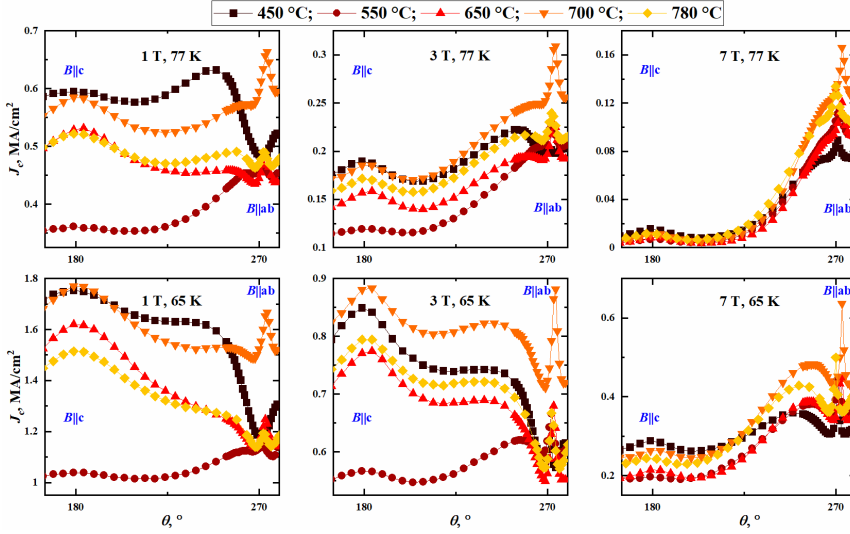 450 °C; 550 °C; 650 °C; 700 °C; 780 °C
1 T, 77 K
B||c
B||ab
J_c, MA/cm²
0.7
0.6
0.5
0.4
180
270
3 T, 77 K
B||c
B||ab
0.3
0.25
0.2
0.15
0.1
180
270
7 T, 77 K
B||c
B||ab
0.16
0.12
0.08
0.04
0
180
270
1 T, 65 K
B||ab
B||c
J_c, MA/cm²
1.8
1.6
1.4
1.2
1
180
270
θ, °
3 T, 65 K
B||ab
B||c
0.9
0.8
0.7
0.6
180
270
θ, °
7 T, 65 K
B||ab
B||c
0.6
0.4
0.2
180
270
θ, °